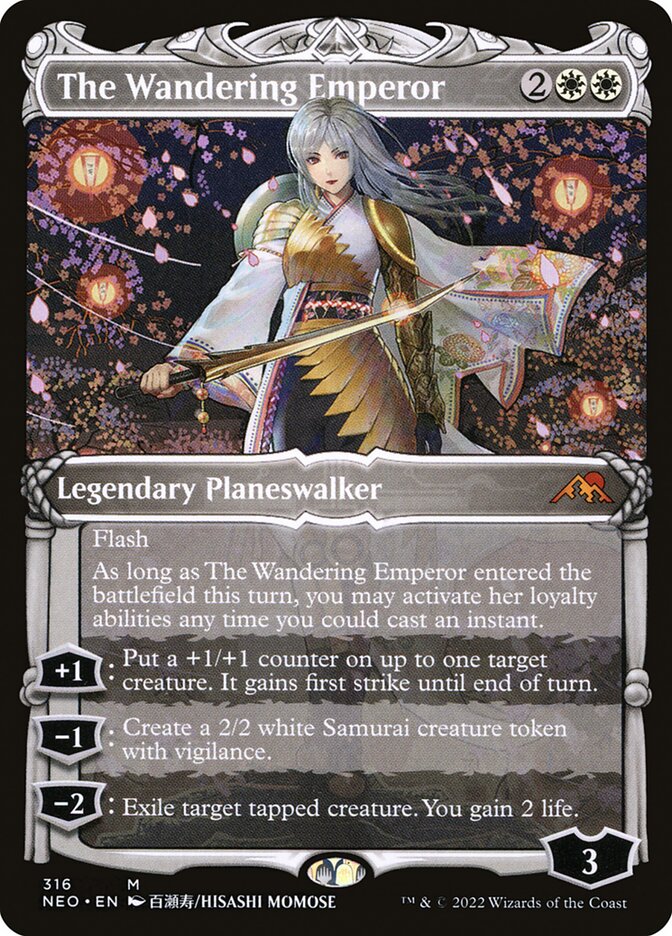 The Wandering Emperor 2
Legendary Planeswalker
Flash
As long as The Wandering Emperor entered the
battlefield this turn, you may activate her loyalty
abilities any time you could cast an instant.
+1: Put a +1/+1 counter on up to one target
creature. It gains first strike until end of turn.
−1: Create a 2/2 white Samurai creature token
with vigilance.
−2: Exile target tapped creature. You gain 2 life.
3
316 M
NEO • EN 百瀬寿/HISASHI MOMOSE ™ & © 2022 Wizards of the Coast